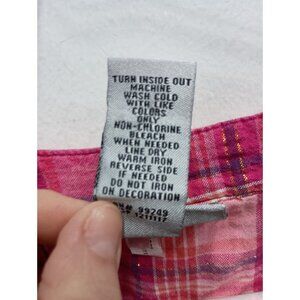 TURN INSIDE OUT
MACHINE
WASH COLD
WITH LIKE
COLORS
ONLY
NON-CHLORINE
BLEACH
WHEN NEEDED
LINE DRY
WARM IRON
REVERSE SIDE
IF NEEDED
DO NOT IRON
ON DECORATION
99249